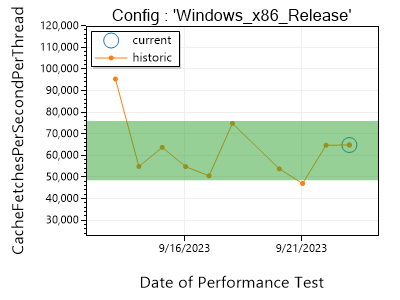 Config : 'Windows_x86_Release'
CacheFetchesPerSecondPerThread
120,000
110,000
100,000
90,000
80,000
70,000
60,000
50,000
40,000
30,000
current
historic
9/16/2023
9/21/2023
Date of Performance Test